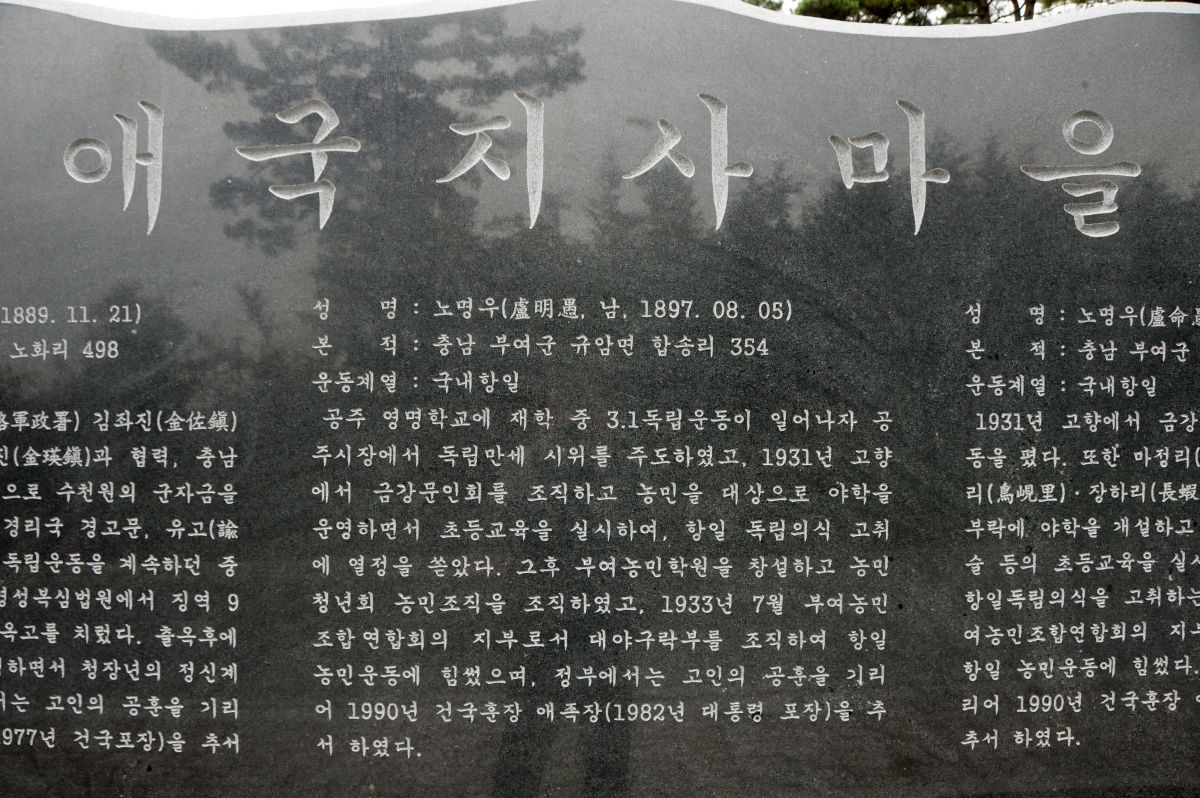 애국지사마을
1889. 11. 21)
노화리 498
軍政署) 김좌진(金佐鎭)
진(金瑛鎭)과 협력, 충남
으로 수천원의 군자금을
경리국 경고문, 유고(諭
독립운동을 계속하던 중
경성복심법원에서 징역 9
옥고를 치렀다. 출옥후에
하면서 청장년의 정신계
서는 고인의 공훈을 기리
1977년 건국포장)을 추서
성 명 : 노명우(盧明愚, 남, 1897. 08. 05)
본 적 : 충남 부여군 규암면 합송리 354
운동계열 : 국내항일
공주 영명학교에 재학 중 3.1독립운동이 일어나자 공
주시장에서 독립만세 시위를 주도하였고, 1931년 고향
에서 금강문인회를 조직하고 농민을 대상으로 야학을
운영하면서 초등교육을 실시하여, 항일 독립의식 고취
에 열정을 쏟았다. 그후 부여농민학원을 창설하고 농민
청년회 농민조직을 조직하였고, 1933년 7월 부여농민
조합연합회의 지부로서 대야구락부를 조직하여 항일
농민운동에 힘썼으며, 정부에서는 고인의 공훈을 기리
어 1990년 건국훈장 애족장(1982년 대통령 포장)을 추
서 하였다.
성 명 : 노명우(盧命愚
본 적 : 충남 부여군
운동계열 : 국내항일
1931년 고향에서 금강
동을 폈다. 또한 마정리(
리(鳥峴里)·장하리(長蝦
부락에 야학을 개설하고
술 등의 초등교육을 실시
항일독립의식을 고취하는
여농민조합연합회의 지부
항일 농민운동에 힘썼다
리어 1990년 건국훈장
추서 하였다.